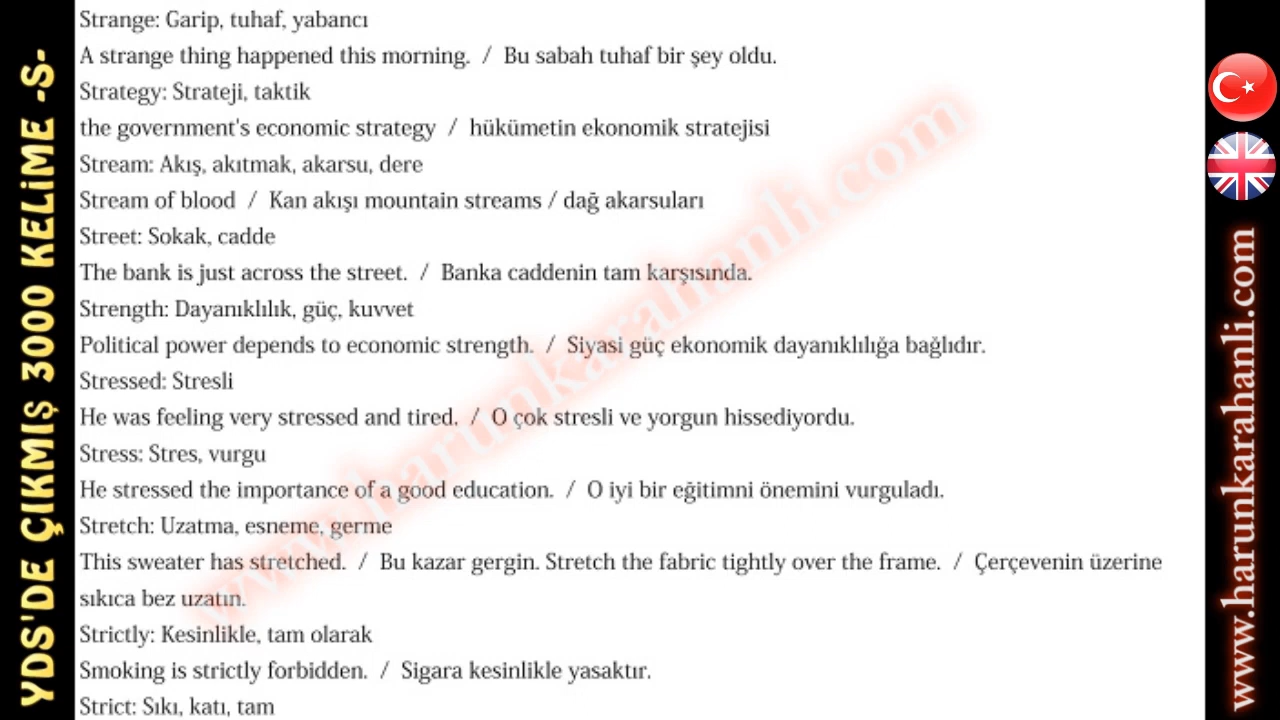 YDS'DE ÇIKMIŞ 3000 KELİME -S-
Strange: Garip, tuhaf, yabancı
A strange thing happened this morning. / Bu sabah tuhaf bir şey oldu.
Strategy: Strateji, taktik
the government's economic strategy / hükümetin ekonomik stratejisi
Stream: Akış, akıtmak, akarsu, dere
Stream of blood / Kan akışı mountain streams / dağ akarsuları
Street: Sokak, cadde
The bank is just across the street. / Banka caddenin tam karşısında.
Strength: Dayanıklılık, güç, kuvvet
Political power depends to economic strength. / Siyasi güç ekonomik dayanıklılığa bağlıdır.
Stressed: Stresli
He was feeling very stressed and tired. / O çok stresli ve yorgun hissediyordu.
Stress: Stres, vurgu
He stressed the importance of a good education. / O iyi bir eğitimni önemini vurguladı.
Stretch: Uzatma, esneme, germe
This sweater has stretched. / Bu kazar gergin. Stretch the fabric tightly over the frame. / Çerçevenin üzerine
sıkıca bez uzatın.
Strictly: Kesinlikle, tam olarak
Smoking is strictly forbidden. / Sigara kesinlikle yasaktır.
Strict: Sıkı, katı, tam
www.harunkarahanli.com
www.harunkarahanli.com